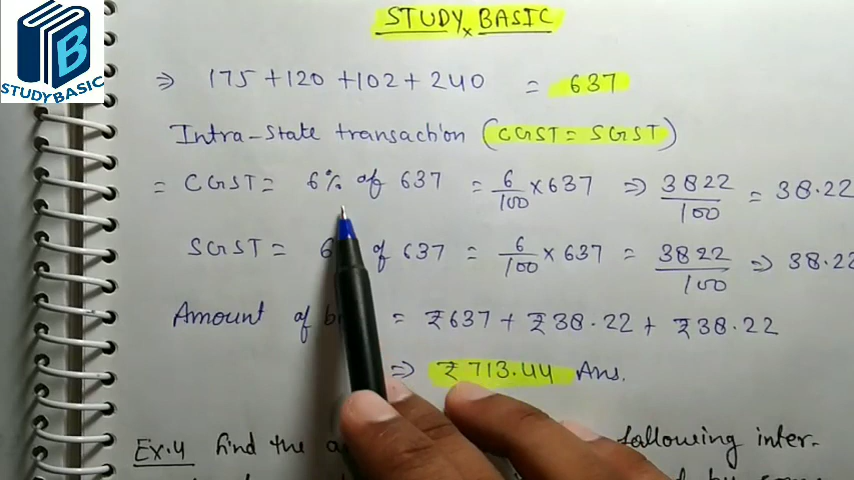 STUDY BASIC
B
STUDYBASIC
⇒ 175 + 120 + 102 + 240 = 637
Intra-state transaction (CGST = SGST)
= CGST = 6% of 637 = 6/100 × 637 ⇒ 3822/100 = 38.22
SGST = 6 of 637 = 6/100 × 637 = 3822/100 ⇒ 38.22
Amount of = ₹637 + ₹38.22 + ₹38.22
⇒ ₹713.44 Ans.
Ex.4 Find the following inter-